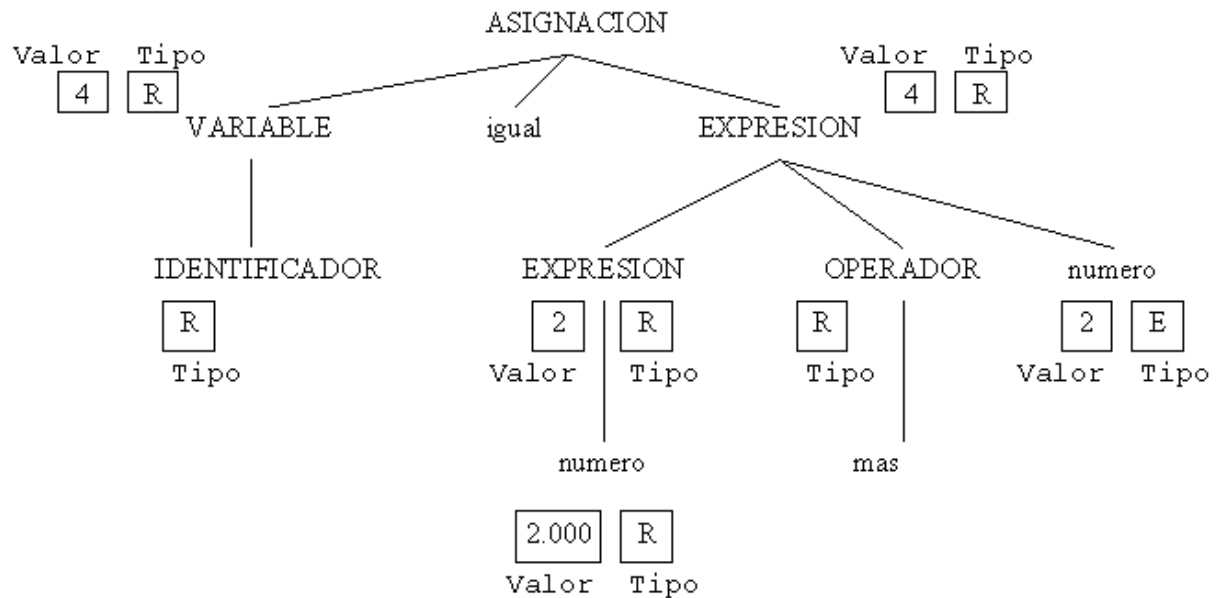 ASIGNACION
Valor Tipo
Valor Tipo
4 R
4 R
VARIABLE igual EXPRESION
IDENTIFICADOR EXPRESION OPERADOR numero
R 2 R R 2 E
Tipo Valor Tipo Tipo Valor Tipo
numero mas
2.000 R
Valor Tipo